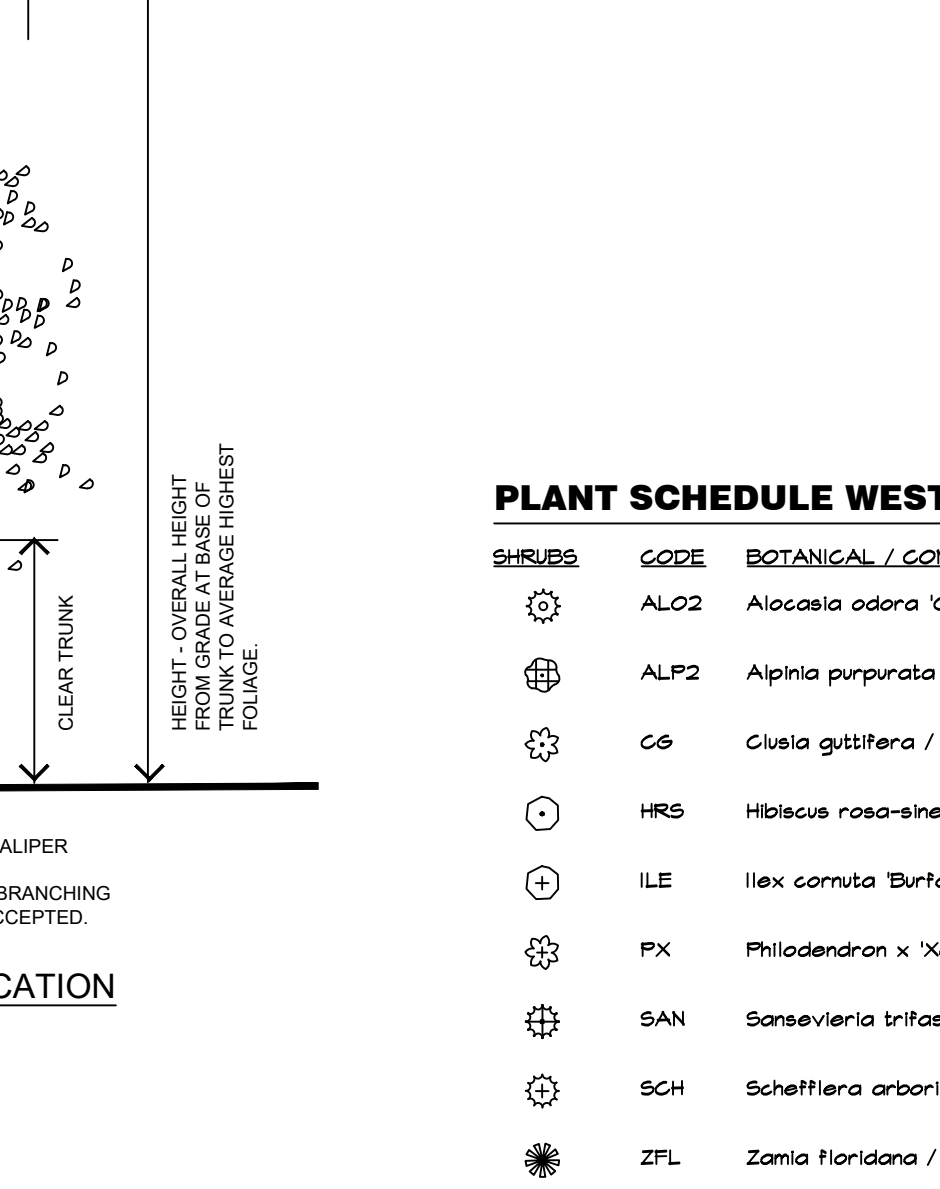 HEIGHT - OVERALL HEIGHT
FROM GRADE AT BASE OF
TRUNK TO AVERAGE HIGHEST
FOLIAGE.
CLEAR TRUNK
ALIPER
BRANCHING
CCEPTED.
CATION
PLANT SCHEDULE WEST
SHRUBS CODE BOTANICAL / CO
ALO2 Alocasia odora '
ALP2 Alpinia purpurata
CG Clusia guttifera /
HRS Hibiscus rosa-sine
ILE Ilex cornuta 'Burf
PX Philodendron x 'X
SAN Sansevieria trifas
SCH Schefflera arbori
ZFL Zamia floridana /